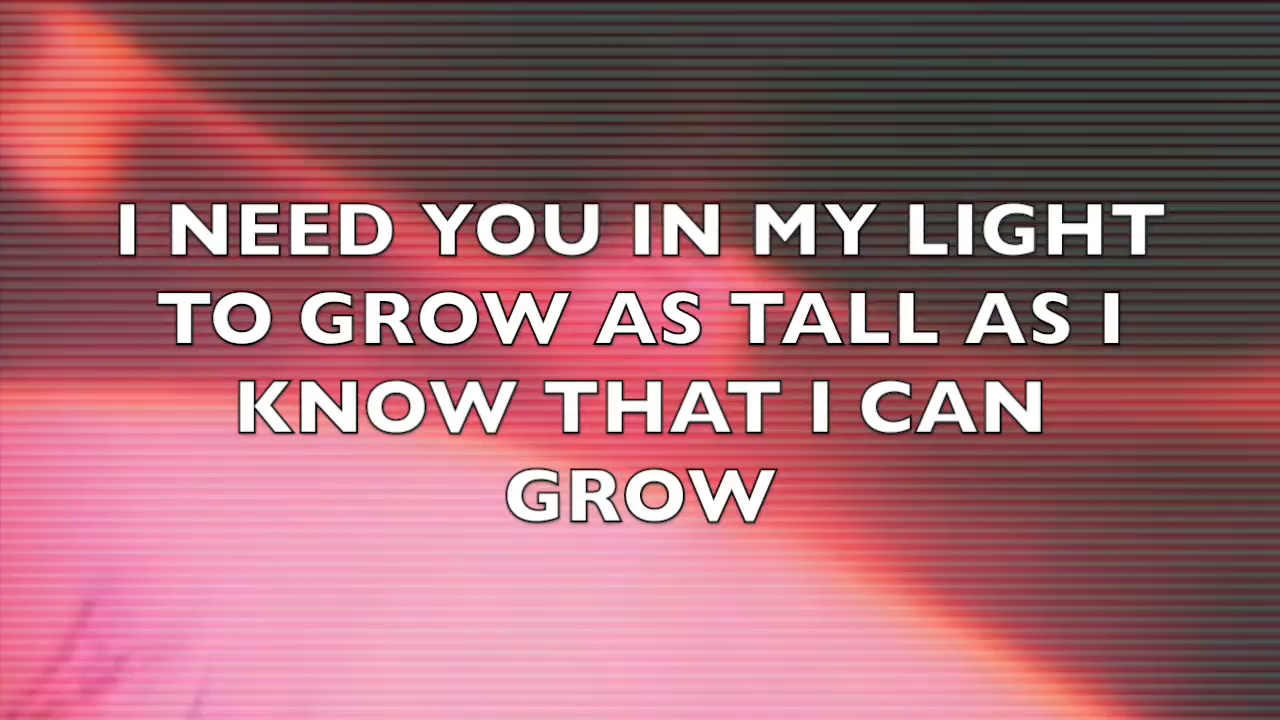 I NEED YOU IN MY LIGHT
TO GROW AS TALL AS I
KNOW THAT I CAN
GROW